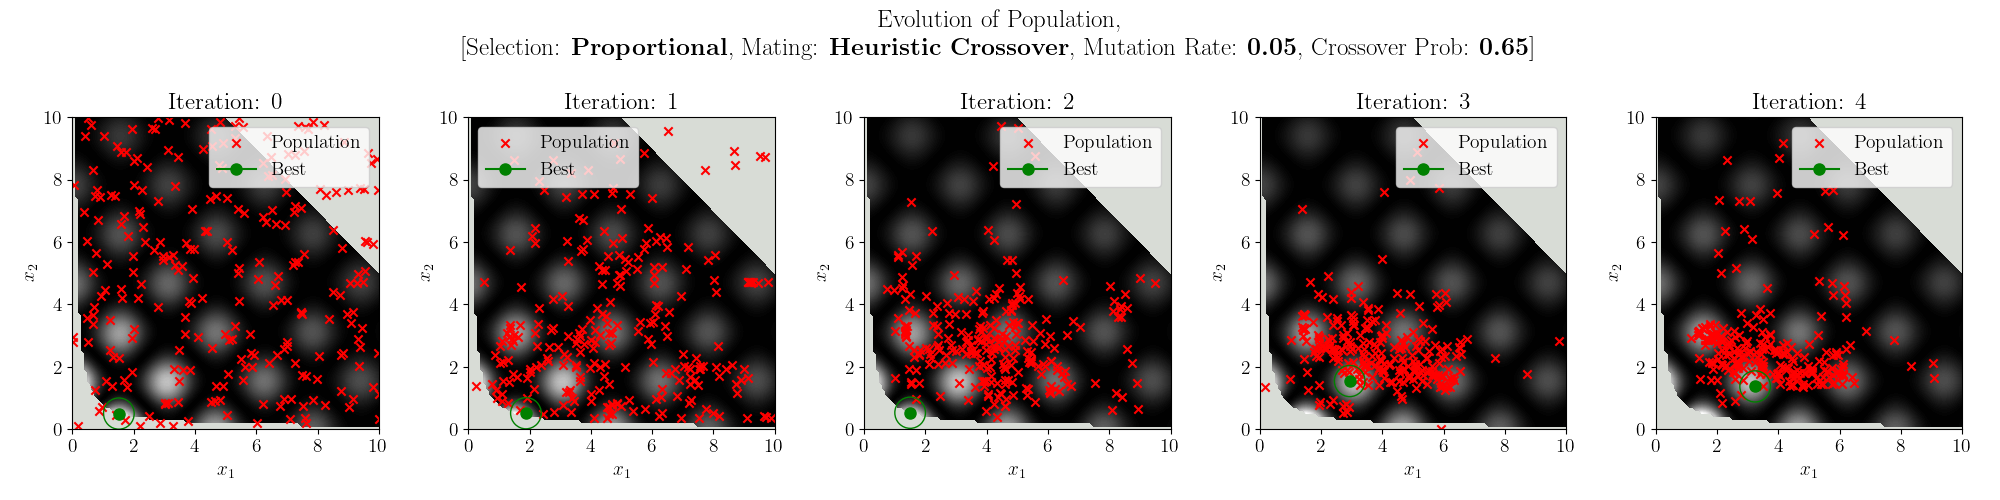 Evolution of Population,
[Selection: Proportional, Mating: Heuristic Crossover, Mutation Rate: 0.05, Crossover Prob: 0.65]
Iteration: 0
Population
Best
10
8
6
4
2
0
x2
0 2 4 6 8 10
x1
Iteration: 1
Population
Best
10
8
6
4
2
0
x2
0 2 4 6 8 10
x1
Iteration: 2
Population
Best
10
8
6
4
2
0
x2
0 2 4 6 8 10
x1
Iteration: 3
Population
Best
10
8
6
4
2
0
x2
0 2 4 6 8 10
x1
Iteration: 4
Population
Best
10
8
6
4
2
0
x2
0 2 4 6 8 10
x1